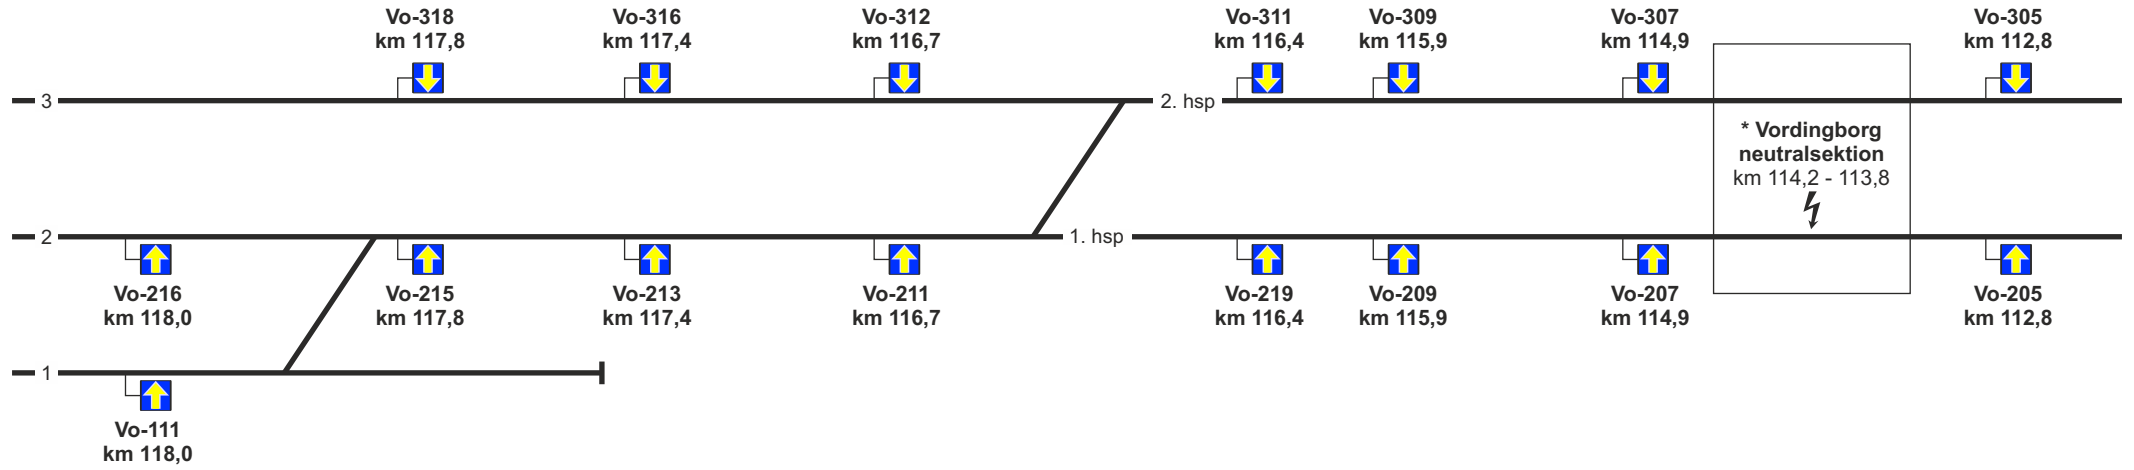 Vo-318
km 117,8
Vo-316
km 117,4
Vo-312
km 116,7
Vo-311
km 116,4
Vo-309
km 115,9
Vo-307
km 114,9
Vo-305
km 112,8
3
2. hsp
* Vordingborg
neutralsektion
km 114,2 - 113,8
2
1. hsp
Vo-216
km 118,0
Vo-215
km 117,8
Vo-213
km 117,4
Vo-211
km 116,7
Vo-219
km 116,4
Vo-209
km 115,9
Vo-207
km 114,9
Vo-205
km 112,8
1
Vo-111
km 118,0